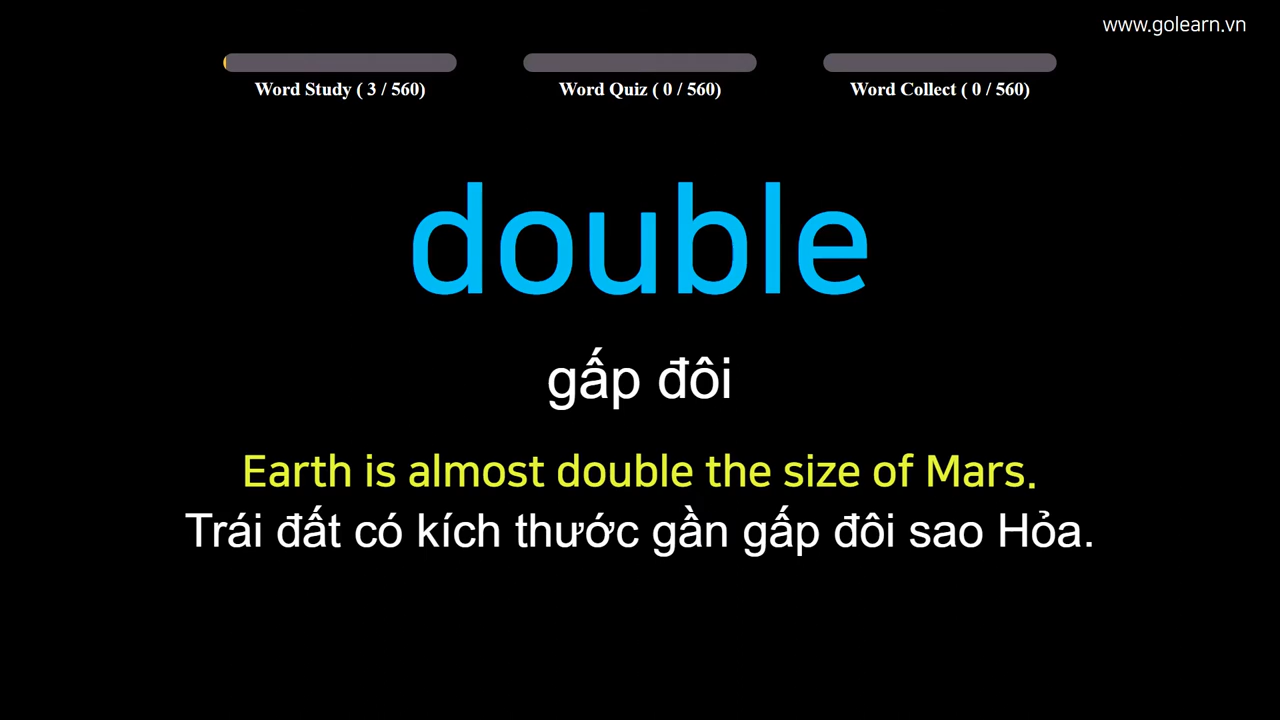 www.golearn.vn
Word Study ( 3 / 560)
Word Quiz ( 0 / 560)
Word Collect ( 0 / 560)
double
gấp đôi
Earth is almost double the size of Mars.
Trái đất có kích thước gần gấp đôi sao Hỏa.